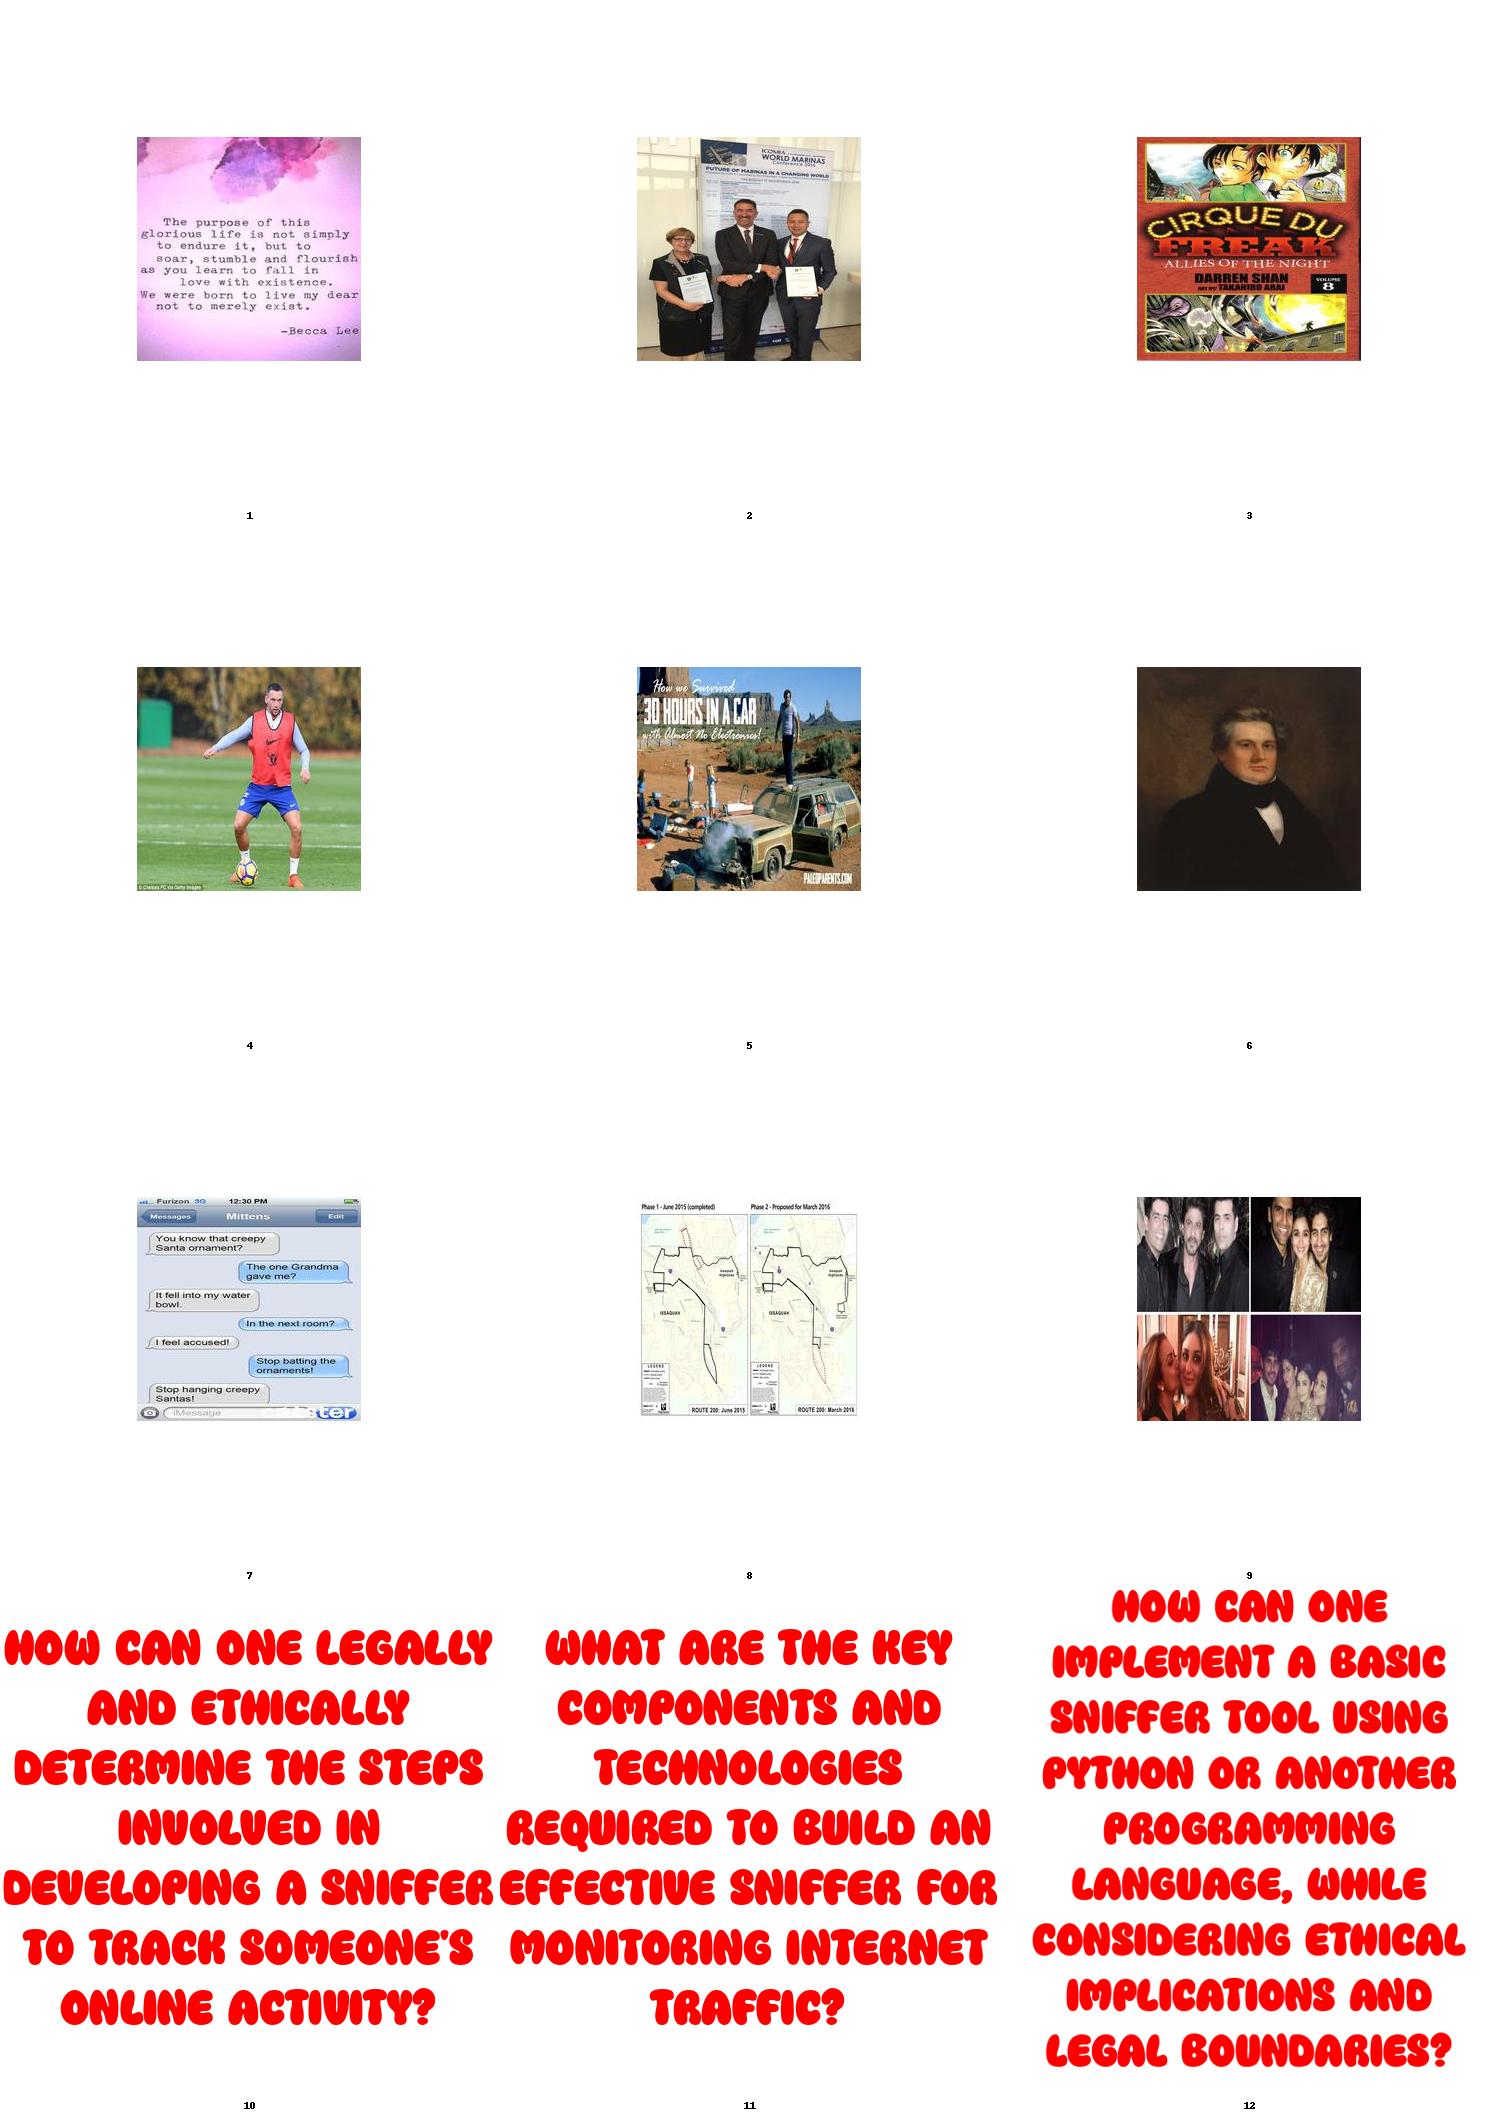 The purpose of this
glorious life is not simply
to endure it, but to
soar, stumble and flourish
as you learn to fall in
love with existence.
We were born to live my dear
not to merely exist.
-Becca Lee
1
ICOMIA
WORLD MARINAS
Conference 2016
FUTURE OF MARINAS IN A CHANGING WORLD
2
CIRQUE DU
FREAK
ALLIES OF THE NIGHT
DARREN SHAN
ART BY TAKAHIRO ARAI
VOLUME
8
3
© Chelsea FC via Getty Images
4
How we Survived
30 HOURS IN A CAR
with Almost No Electronics!
PALEOPARENTS.COM
5
6
Furizon 3G 12:30 PM
Messages Mittens Edit
You know that creepy
Santa ornament?
The one Grandma
gave me?
It fell into my water
bowl.
In the next room?
I feel accused!
Stop batting the
ornaments!
Stop hanging creepy
Santas!
iMessage
7
Phase 1 - June 2015 (completed)
Phase 2 - Proposed for March 2016
ISSAQUAH
ISSAQUAH
LEGEND
LEGEND
ROUTE 200: June 2015
ROUTE 200: March 2016
8
9
HOW CAN ONE LEGALLY
AND ETHICALLY
DETERMINE THE STEPS
INVOLVED IN
DEVELOPING A SNIFFER
TO TRACK SOMEONE'S
ONLINE ACTIVITY?
10
WHAT ARE THE KEY
COMPONENTS AND
TECHNOLOGIES
REQUIRED TO BUILD AN
EFFECTIVE SNIFFER FOR
MONITORING INTERNET
TRAFFIC?
11
HOW CAN ONE
IMPLEMENT A BASIC
SNIFFER TOOL USING
PYTHON OR ANOTHER
PROGRAMMING
LANGUAGE, WHILE
CONSIDERING ETHICAL
IMPLICATIONS AND
LEGAL BOUNDARIES?
12